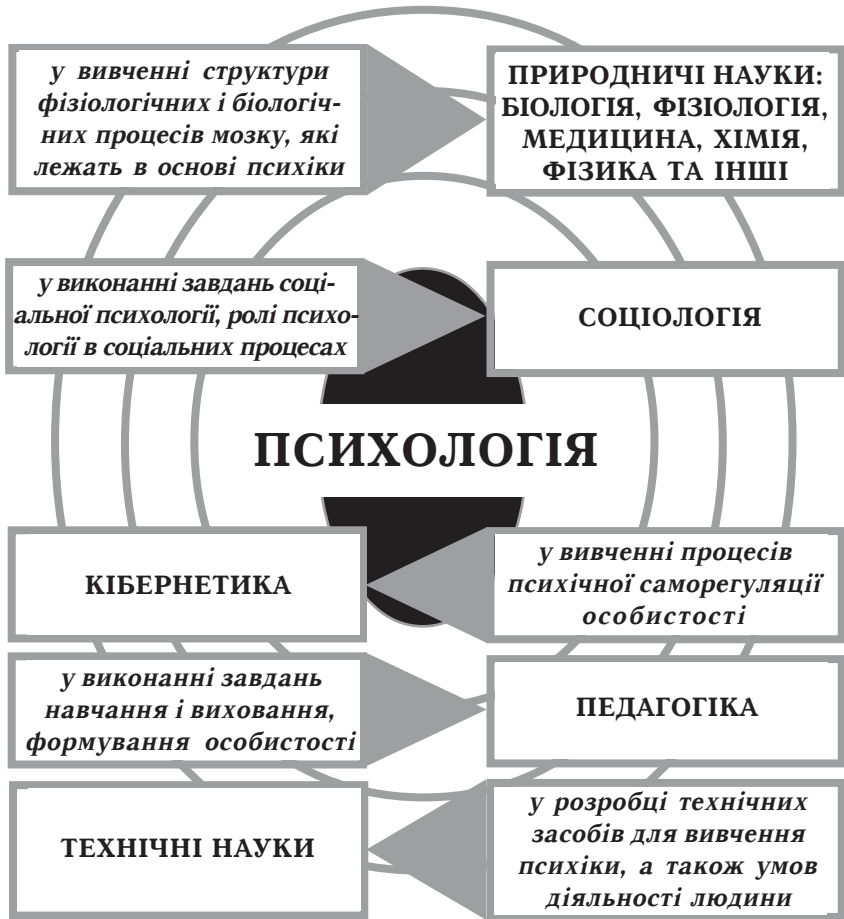 у вивченні структури
фізіологічних і біологіч-
них процесів мозку, які
лежать в основі психіки
ПРИРОДНИЧІ НАУКИ:
БІОЛОГІЯ, ФІЗІОЛОГІЯ,
МЕДИЦИНА, ХІМІЯ,
ФІЗИКА ТА ІНШІ
у виконанні завдань соці-
альної психології, ролі психо-
логії в соціальних процесах
СОЦІОЛОГІЯ
ПСИХОЛОГІЯ
КІБЕРНЕТИКА
у вивченні процесів
психічної саморегуляції
особистості
у виконанні завдань
навчання і виховання,
формування особистості
ПЕДАГОГІКА
ТЕХНІЧНІ НАУКИ
у розробці технічних
засобів для вивчення
психіки, а також умов
діяльності людини